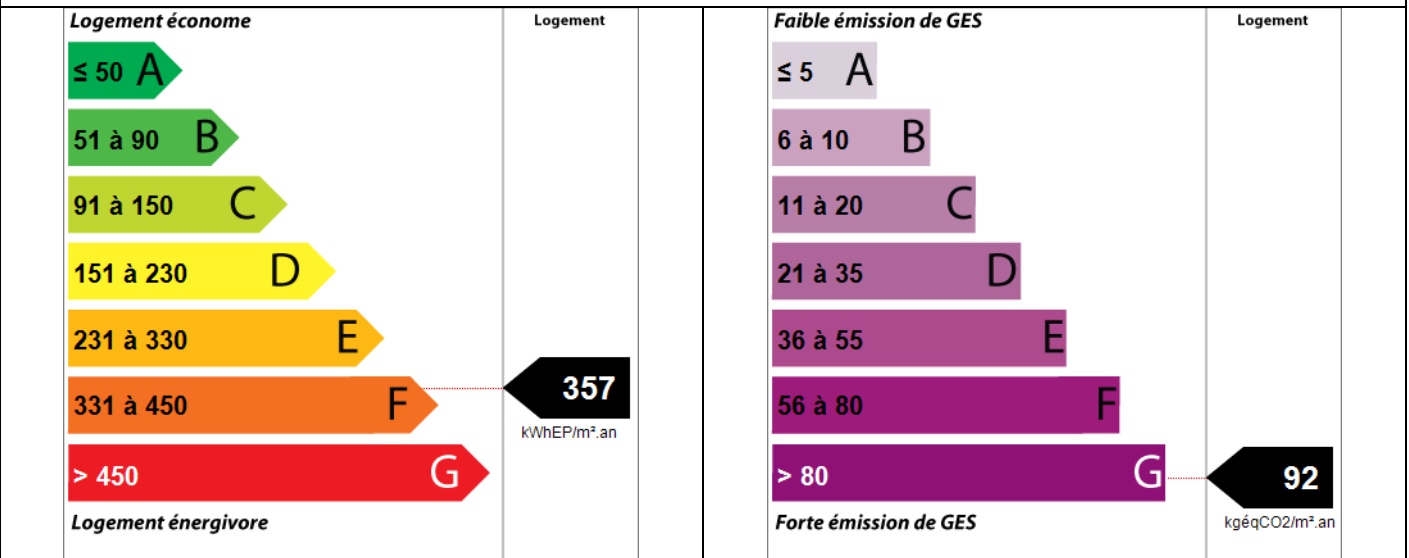 Logement économe
Logement
≤ 50 A
51 à 90 B
91 à 150 C
151 à 230 D
231 à 330 E
331 à 450 F
357
kWhEP/m².an
> 450 G
Logement énergivore
Faible émission de GES
Logement
≤ 5 A
6 à 10 B
11 à 20 C
21 à 35 D
36 à 55 E
56 à 80 F
> 80 G
92
kgéqCO2/m².an
Forte émission de GES